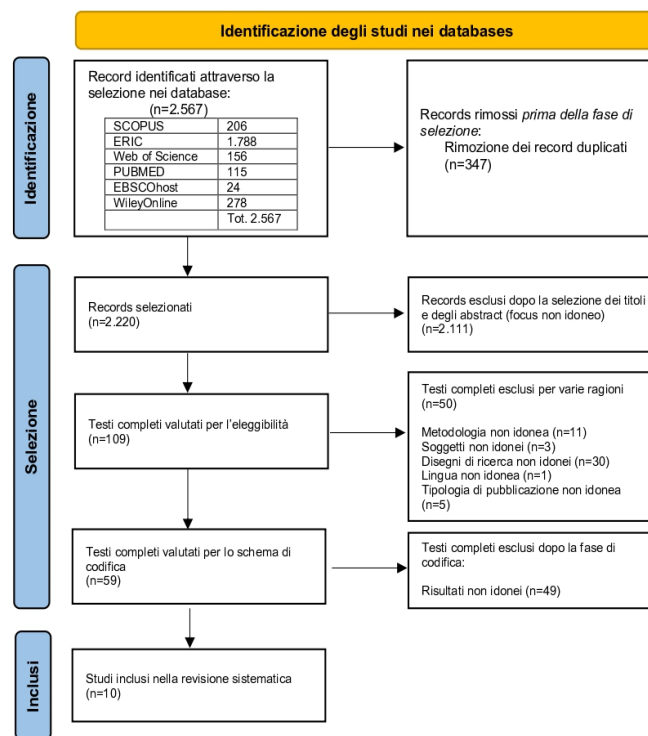 Identificazione degli studi nei databases
Identificazione
Record identificati attraverso la
selezione nei database:
(n=2.567)
SCOPUS 206
ERIC 1.788
Web of Science 156
PUBMED 115
EBSCOhost 24
WileyOnline 278
Tot. 2.567
Records rimossi prima della fase di
selezione:
Rimozione dei record duplicati
(n=347)
Selezione
Records selezionati
(n=2.220)
Records esclusi dopo la selezione dei titoli
e degli abstract (focus non idoneo)
(n=2.111)
Testi completi valutati per l'eleggibilità
(n=109)
Testi completi esclusi per varie ragioni
(n=50)
Metodologia non idonea (n=11)
Soggetti non idonei (n=3)
Disegni di ricerca non idonei (n=30)
Lingua non idonea (n=1)
Tipologia di pubblicazione non idonea
(n=5)
Testi completi valutati per lo schema di
codifica
(n=59)
Testi completi esclusi dopo la fase di
codifica:
Risultati non idonei (n=49)
Inclusi
Studi inclusi nella revisione sistematica
(n=10)